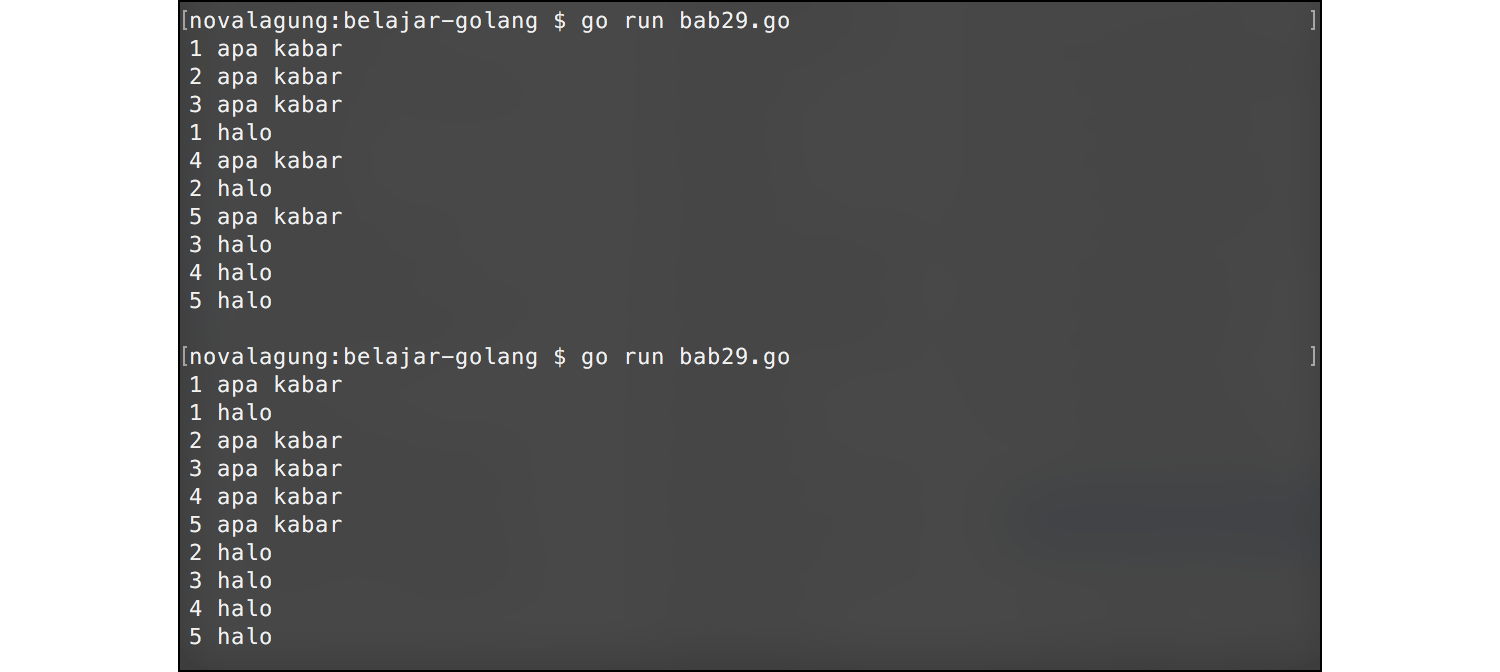 [novalagung:belajar-golang $ go run bab29.go ]
1 apa kabar
2 apa kabar
3 apa kabar
1 halo
4 apa kabar
2 halo
5 apa kabar
3 halo
4 halo
5 halo
[novalagung:belajar-golang $ go run bab29.go ]
1 apa kabar
1 halo
2 apa kabar
3 apa kabar
4 apa kabar
5 apa kabar
2 halo
3 halo
4 halo
5 halo